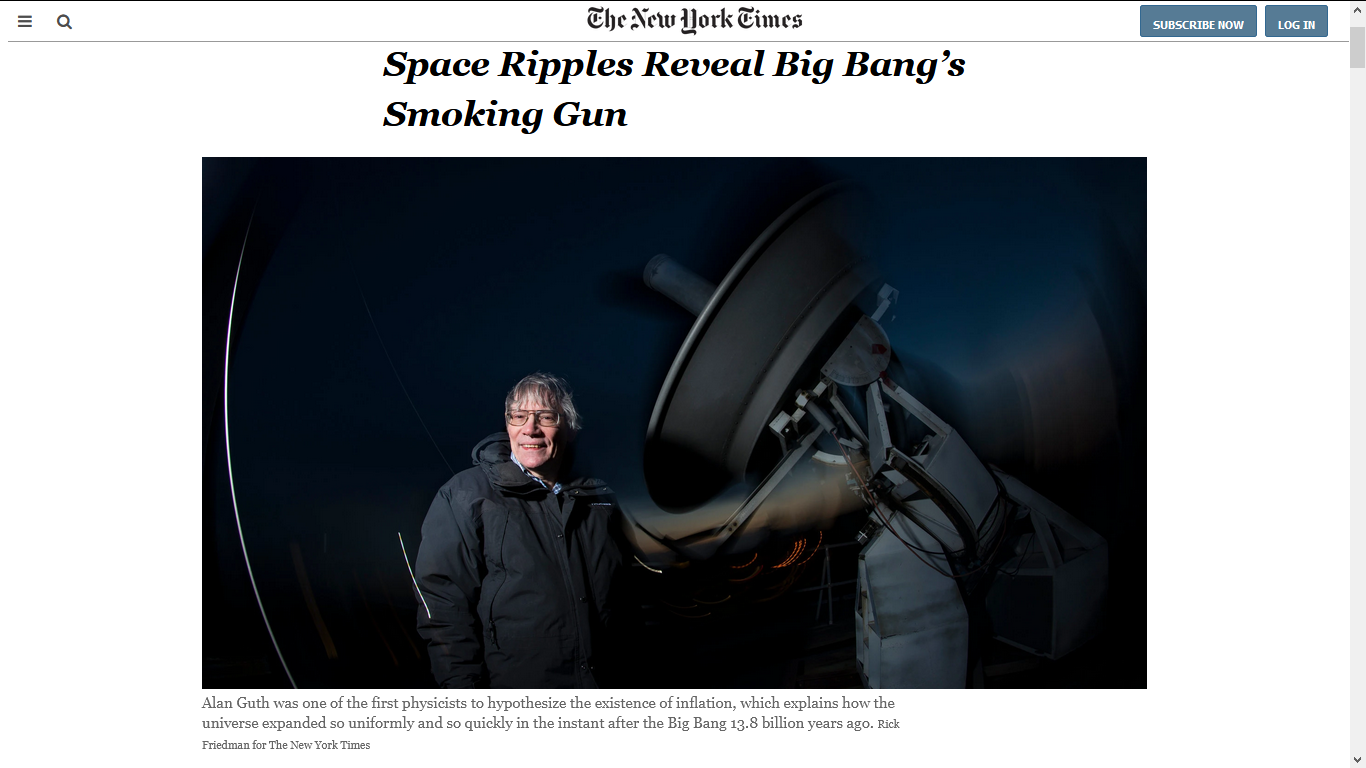 The New York Times
SUBSCRIBE NOW
LOG IN
Space Ripples Reveal Big Bang’s
Smoking Gun
Alan Guth was one of the first physicists to hypothesize the existence of inflation, which explains how the
universe expanded so uniformly and so quickly in the instant after the Big Bang 13.8 billion years ago. Rick
Friedman for The New York Times